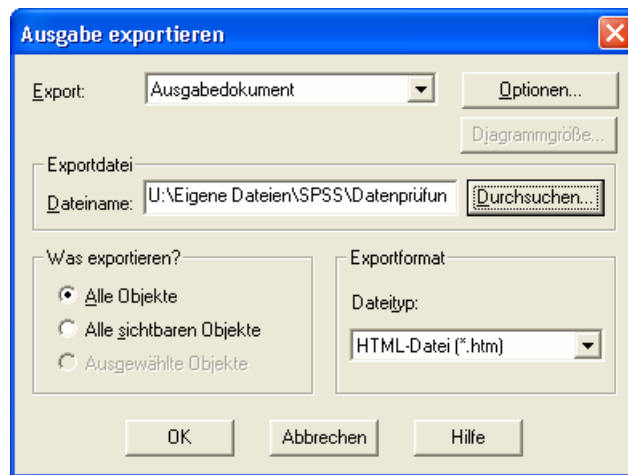 Ausgabe exportieren
Export: Ausgabedokument Optionen...
Diagrammgröße...
Exportdatei
Dateiname: U:\Eigene Dateien\SPSS\Datenprüfun Durchsuchen...
Was exportieren? Exportformat
Alle Objekte
Dateityp:
Alle sichtbaren Objekte
HTML-Datei (*.htm)
Ausgewählte Objekte
OK Abbrechen Hilfe